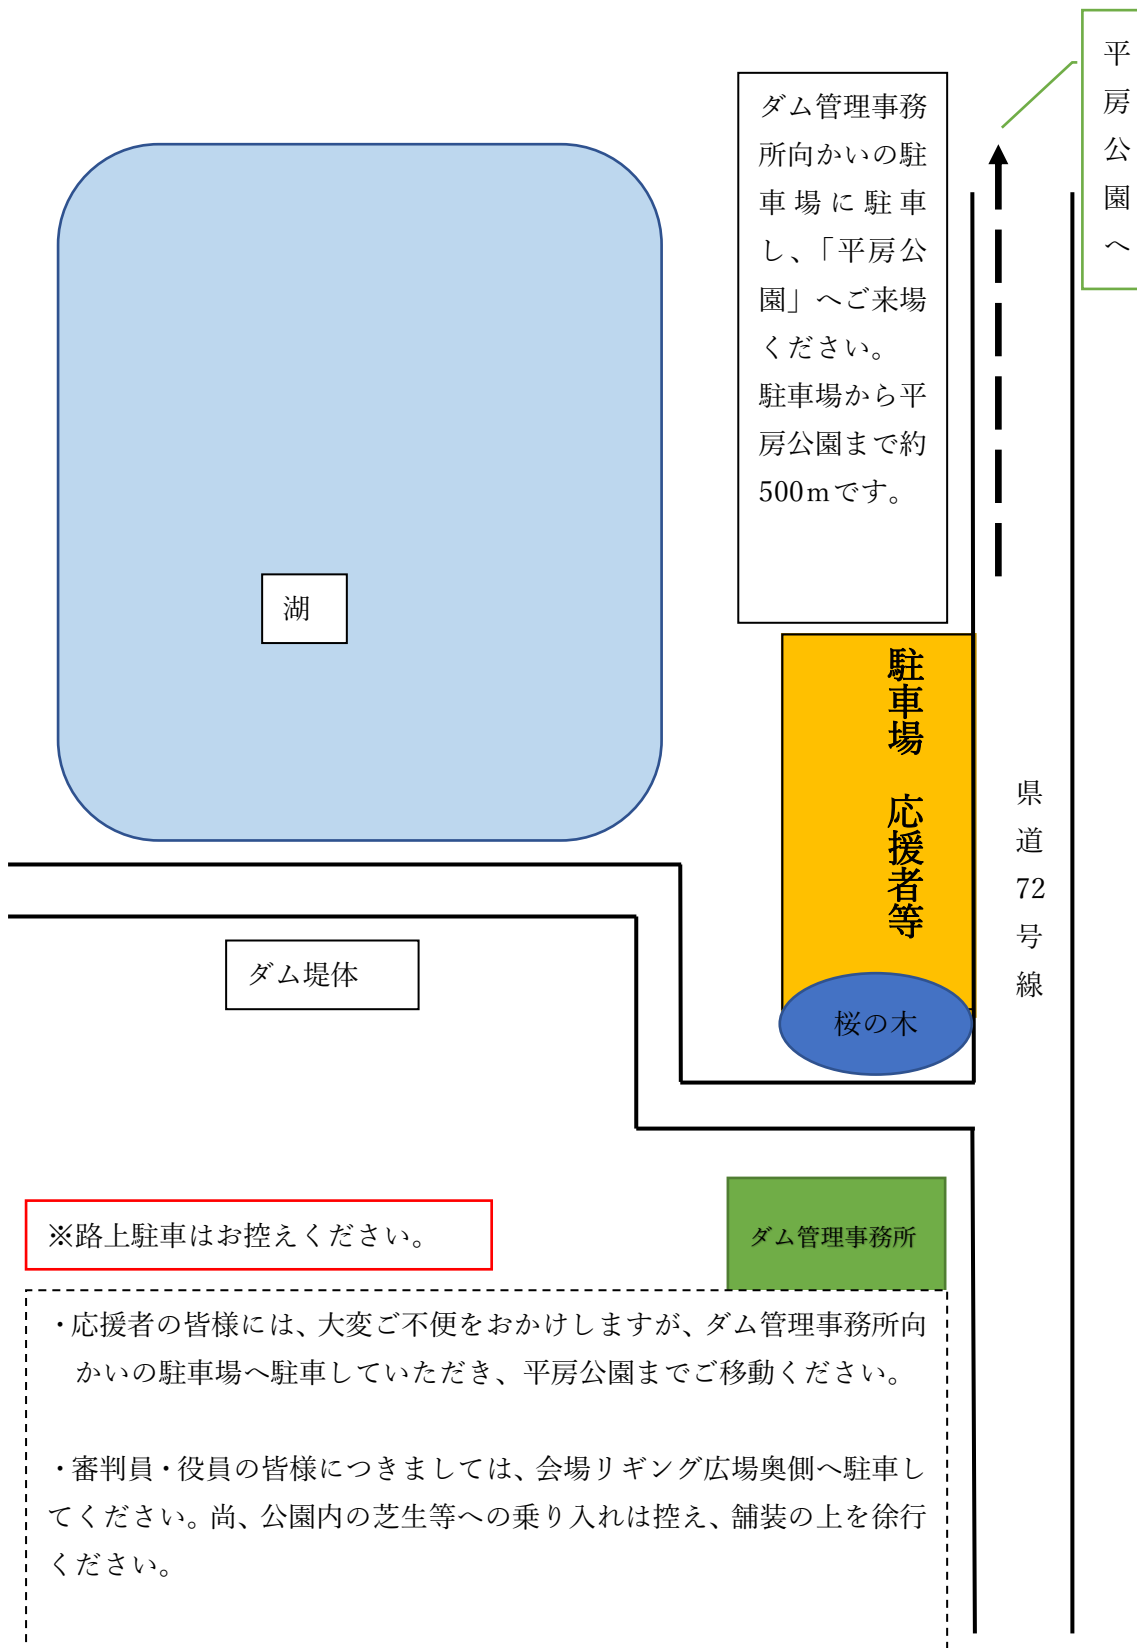 平房公園へ
ダム管理事務
所向かいの駐
車場に駐車
し、「平房公
園」へご来場
ください。
駐車場から平
房公園まで約
500ｍです。
湖
駐車場　応援者等
県道72号線
ダム堤体
桜の木
※路上駐車はお控えください。
ダム管理事務所
・応援者の皆様には、大変ご不便をおかけしますが、ダム管理事務所向
かいの駐車場へ駐車していただき、平房公園までご移動ください。
・審判員・役員の皆様につきましては、会場リギング広場奥側へ駐車し
てください。尚、公園内の芝生等への乗り入れは控え、舗装の上を徐行
ください。